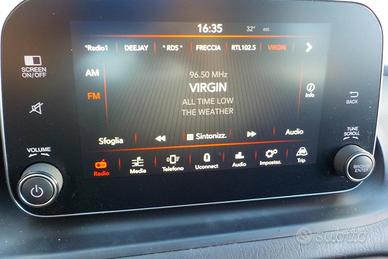 16:35 32°
"Radio1 DEEJAY * RDS * FRECCIA RTL102.5 VIRGIN
SCREEN
ON/OFF
AM
FM
96.50 MHz
VIRGIN
ALL TIME LOW
THE WEATHER
Info
BACK
Sfoglia Sintonizz. Audio
VOLUME
TUNE
SCROLL
BROWSE
ENTER
Radio Media Telefono Uconnect Audio Impostaz. Trip
subito